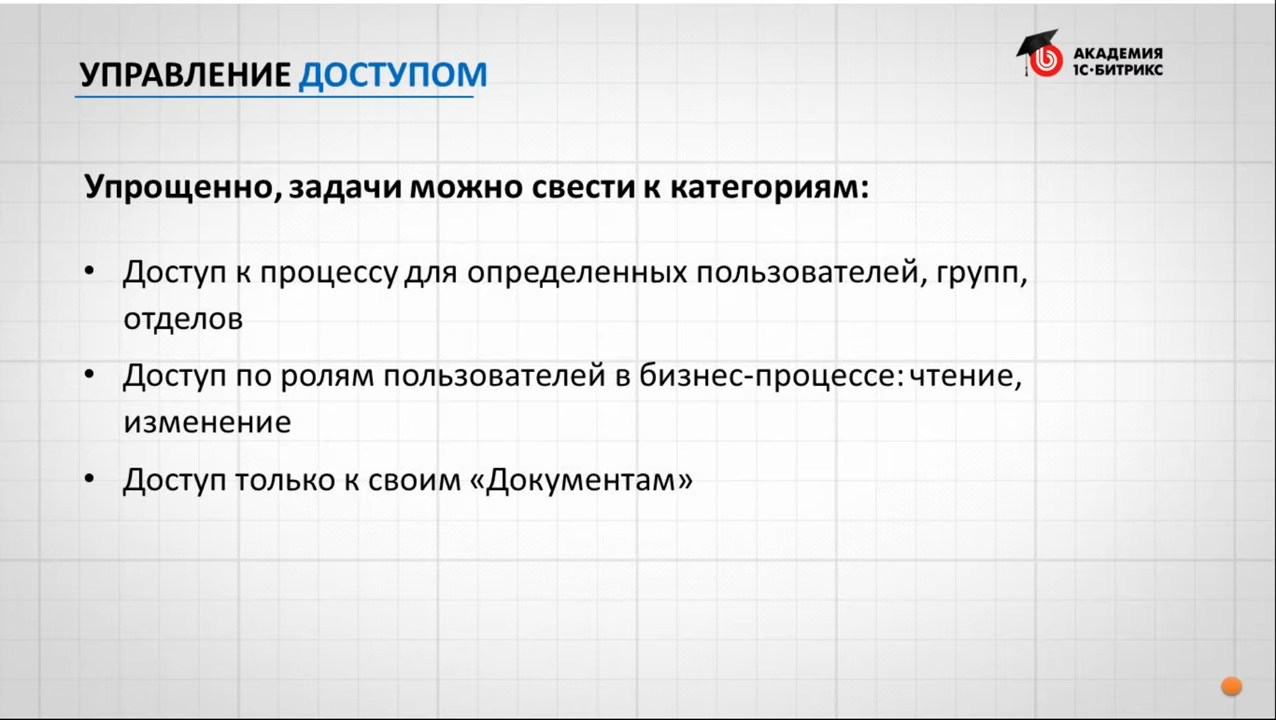 УПРАВЛЕНИЕ ДОСТУПОМ
АКАДЕМИЯ
1С·БИТРИКС
Упрощенно, задачи можно свести к категориям:
• Доступ к процессу для определенных пользователей, групп,
отделов
• Доступ по ролям пользователей в бизнес-процессе: чтение,
изменение
• Доступ только к своим «Документам»